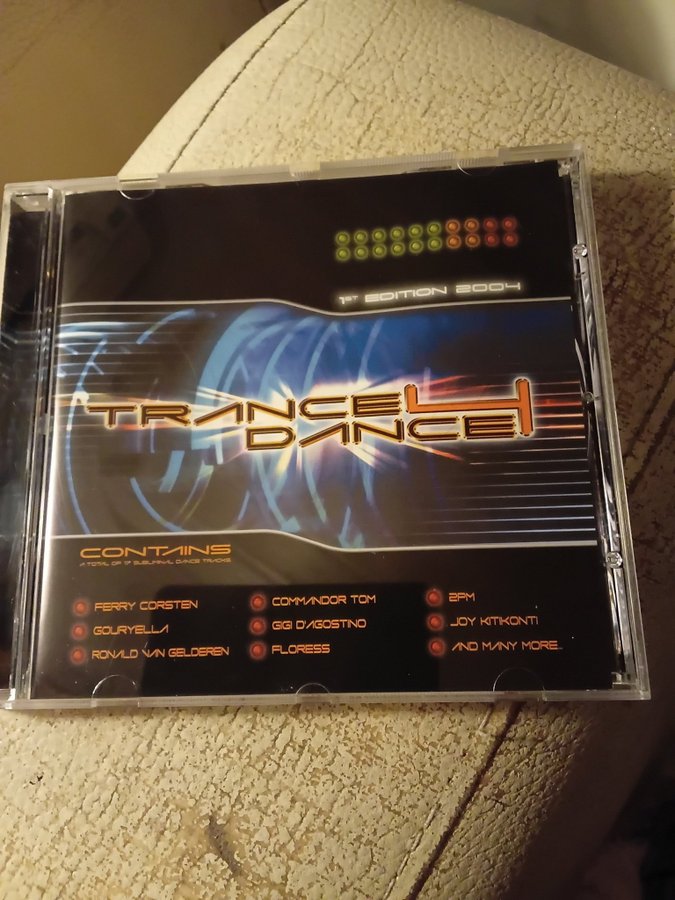 1ST EDITION 2004
TRANCE 4
DANCE
CONTAINS
A TOTAL OF 17 SUBLIMINAL DANCE TRACKS
FERRY CORSTEN
GOURYELLA
RONALD VAN GELDEREN
COMMANDOR TOM
GIGI D'AGOSTINO
FLORESS
2PM
JOY KITIKONTI
AND MANY MORE..